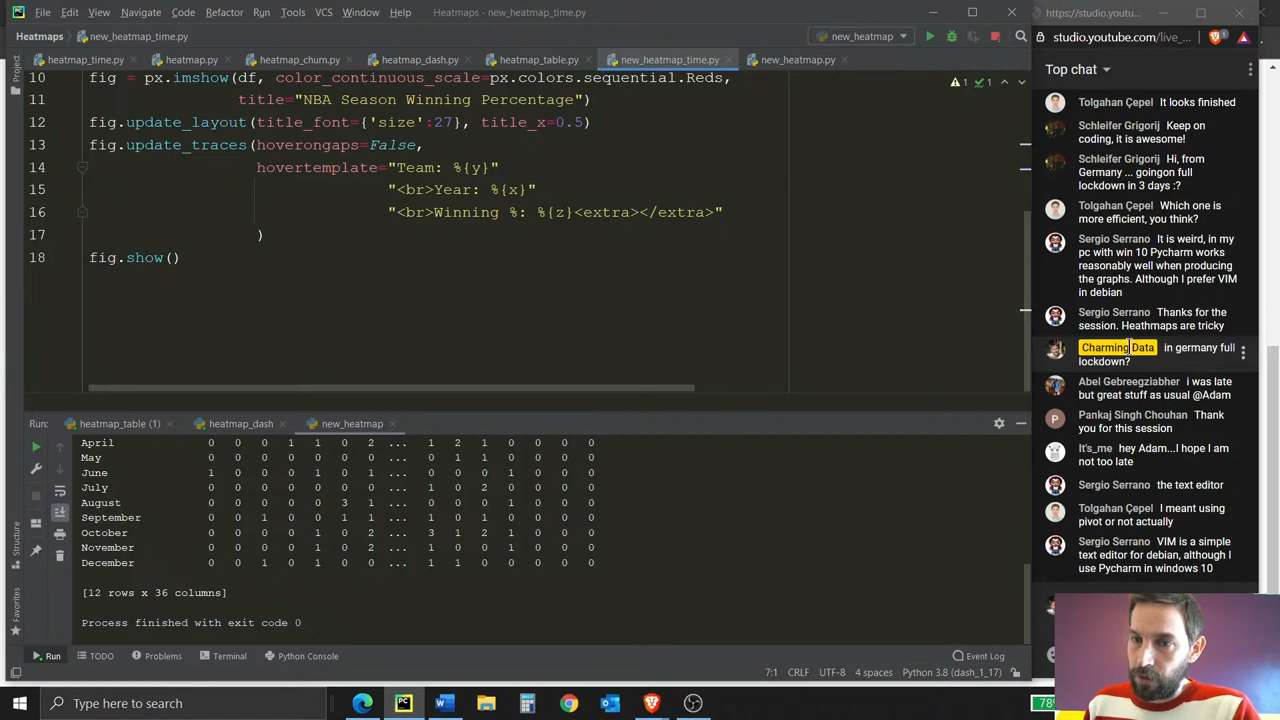 File Edit View Navigate Code Refactor Run Tools VCS Window Help Heatmaps - new_heatmap_time.py
https://studio.youtu...
Heatmaps new_heatmap_time.py new_heatmap
studio.youtube.com/live_...
heatmap_time.py heatmap.py heatmap_churn.py heatmap_dash.py heatmap_table.py new_heatmap_time.py new_heatmap.py
10 fig = px.imshow(df, color_continuous_scale=px.colors.sequential.Reds,
11 title="NBA Season Winning Percentage")
12 fig.update_layout(title_font={'size':27}, title_x=0.5)
13 fig.update_traces(hoverongaps=False,
14 hovertemplate="Team: %{y}"
15 "<br>Year: %{x}"
16 "<br>Winning %: %{z}<extra></extra>"
17 )
18 fig.show()
1 1
Project
Run: heatmap_table (1) heatmap_dash new_heatmap
April 0 0 0 1 1 0 2 ... 1 2 1 0 0 0 0
May 0 0 0 0 0 0 0 ... 0 1 1 0 0 0 0
June 1 0 0 0 1 0 1 ... 0 0 0 1 0 0 0
July 0 0 0 0 0 0 0 ... 1 0 2 0 0 0 0
August 0 0 0 0 0 3 1 ... 0 0 0 1 0 0 0
September 0 0 1 0 0 1 1 ... 1 0 1 0 0 0 0
October 0 0 0 0 1 0 2 ... 3 1 2 1 0 0 0
November 0 0 0 0 1 0 2 ... 1 0 0 1 0 0 0
December 0 0 1 0 1 0 0 ... 1 1 0 0 0 0 0
[12 rows x 36 columns]
Process finished with exit code 0
Structure
Favorites
Run TODO Problems Terminal Python Console Event Log
7:1 CRLF UTF-8 4 spaces Python 3.8 (dash_1_17)
Type here to search
78%
Top chat
Tolgahan Çepel It looks finished
Schleifer Grigorij Keep on
coding, it is awesome!
Schleifer Grigorij Hi, from
Germany ... goingon full
lockdown in 3 days :?
Tolgahan Çepel Which one is
more efficient, you think?
Sergio Serrano It is weird, in my
pc with win 10 Pycharm works
reasonably well when producing
the graphs. Although I prefer VIM
in debian
Sergio Serrano Thanks for the
session. Heathmaps are tricky
Charming Data in germany full
lockdown?
Abel Gebreegziabher i was late
but great stuff as usual @Adam
Pankaj Singh Chouhan Thank
you for this session
It's_me hey Adam...I hope I am
not too late
Sergio Serrano the text editor
Tolgahan Çepel I meant using
pivot or not actually
Sergio Serrano VIM is a simple
text editor for debian, although I
use Pycharm in windows 10